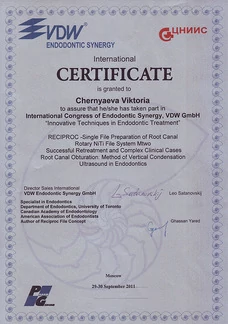 VDW®
ENDODONTIC SYNERGY
ЦНИИС
International
CERTIFICATE
is granted to
Chernyaeva Viktoria
to assure that he/she has taken part in
International Congress of Endodontic Synergy, VDW GmbH
"Innovative Techniques in Endodontic Treatment"
RECIPROC -Single File Preparation of Root Canal
Rotary NiTi File System Mtwo
Successful Retreatment and Complex Clinical Cases
Root Canal Obturation: Method of Vertical Condensation
Ultrasound in Endodontics
Director Sales International
VDW Endodontic Synergy GmbH
Leo Satanovskij
Specialist in Endodontics
Department of Endodontics, University of Toronto
Canadian Academy of Endodontology
American Association of Endodontists
Author of Reciproc File Concept
Ghassan Yared
Moscow
25-30 September 2011